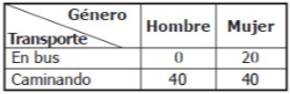 Género
Transporte
Hombre Mujer
En bus 0 20
Caminando 40 40